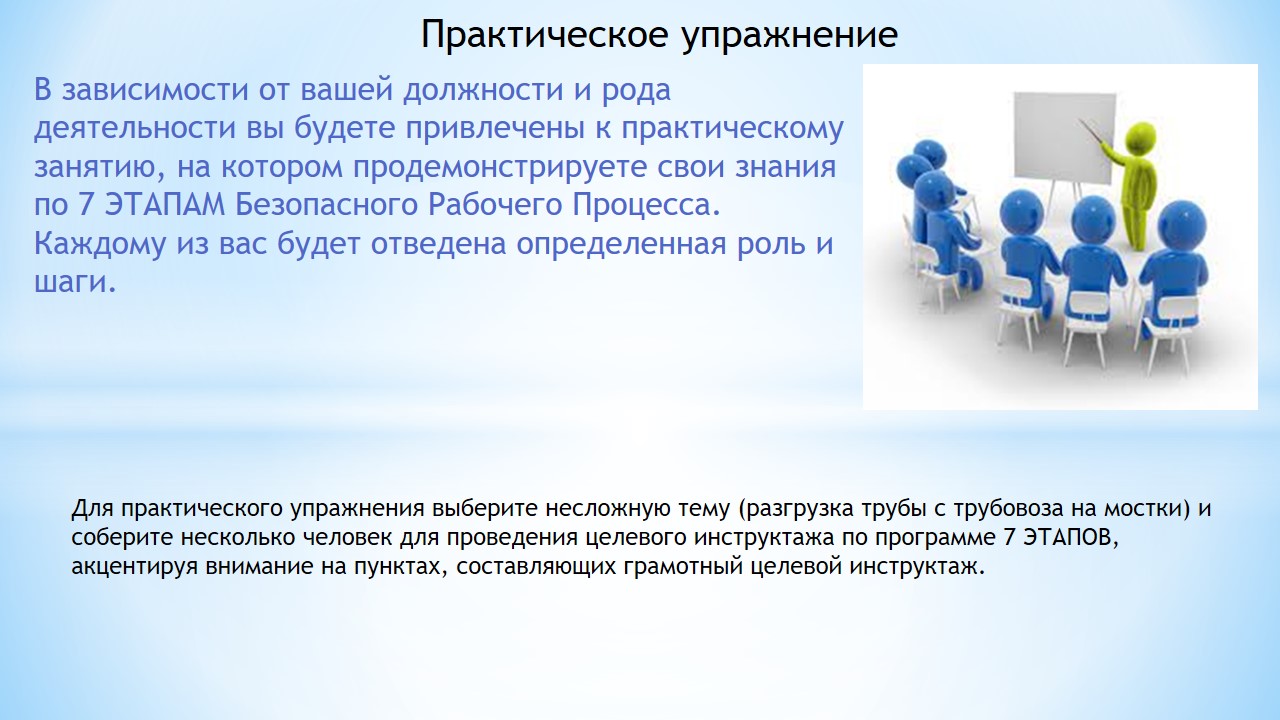 Практическое упражнение
В зависимости от вашей должности и рода
деятельности вы будете привлечены к практическому
занятию, на котором продемонстрируете свои знания
по 7 ЭТАПАМ Безопасного Рабочего Процесса.
Каждому из вас будет отведена определенная роль и
шаги.
Для практического упражнения выберите несложную тему (разгрузка трубы с трубовоза на мостки) и
соберите несколько человек для проведения целевого инструктажа по программе 7 ЭТАПОВ,
акцентируя внимание на пунктах, составляющих грамотный целевой инструктаж.